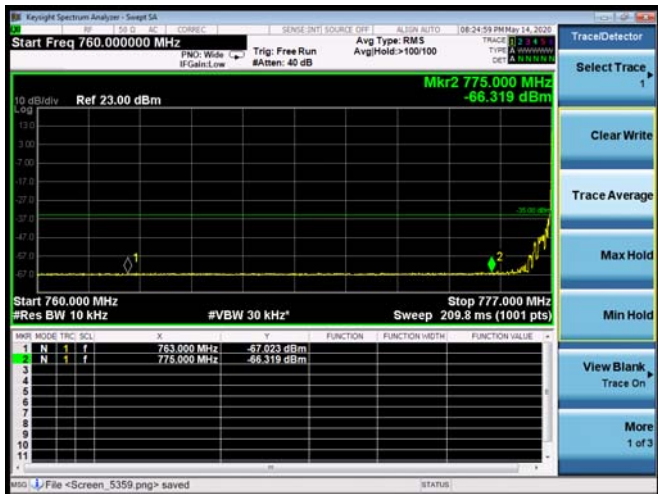 Keysight Spectrum Analyzer - Swept SA
RF 50 Ω AC CORREC SENSE:INT SOURCE OFF ALIGN AUTO 08:24:59 PM May 14, 2020
Start Freq 760.000000 MHz
PNO: Wide
IFGain:Low
Trig: Free Run
#Atten: 40 dB
Avg Type: RMS
Avg|Hold:>100/100
TRACE 1 2 3 4 5 6
TYPE A WWWWW
DET A N N N N N
Mkr2 775.000 MHz
-66.319 dBm
10 dB/div Ref 23.00 dBm
Log
13.0
3.00
-7.00
-17.0
-27.0
-35.00 dBm
-37.0
-47.0
-57.0
-67.0
1
2
Start 760.000 MHz Stop 777.000 MHz
#Res BW 10 kHz #VBW 30 kHz* Sweep 209.8 ms (1001 pts)
MKR MODE TRC SCL X Y FUNCTION FUNCTION WIDTH FUNCTION VALUE
1 N 1 f 763.000 MHz -67.023 dBm
2 N 1 f 775.000 MHz -66.319 dBm
3
4
5
6
7
8
9
10
11
MSG File <Screen_5359.png> saved STATUS
Trace/Detector
Select Trace
1
Clear Write
Trace Average
Max Hold
Min Hold
View Blank
Trace On
More
1 of 3